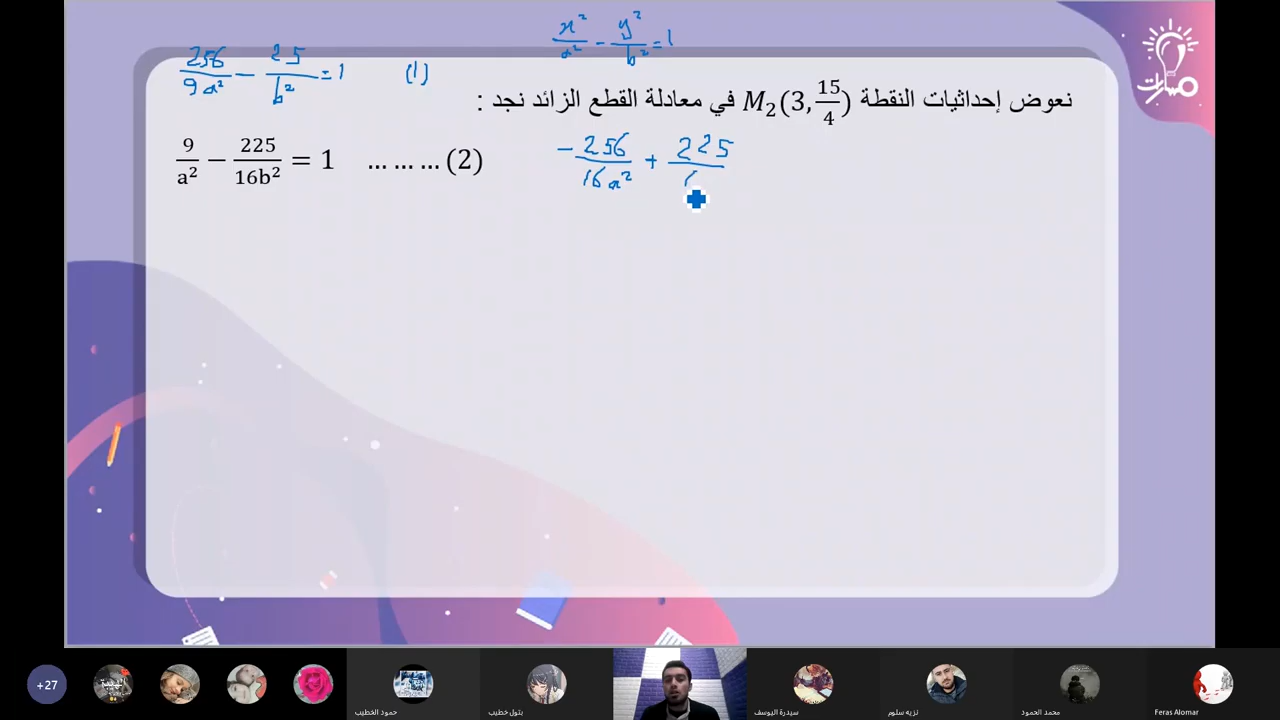 x²/a² - y²/b² = 1
256/9a² - 25/b² = 1 (1)
نعوض إحداثيات النقطة M₂(3, 15/4) في معادلة القطع الزائد نجد :
9/a² - 225/16b² = 1 ... ... ... (2)
- 256/16a² + 225/
مسارات
+27
حمود الخطيب
بتول خطيب
سيدرة اليوسف
نزيه سلوم
محمد الحمود
Feras Alomar